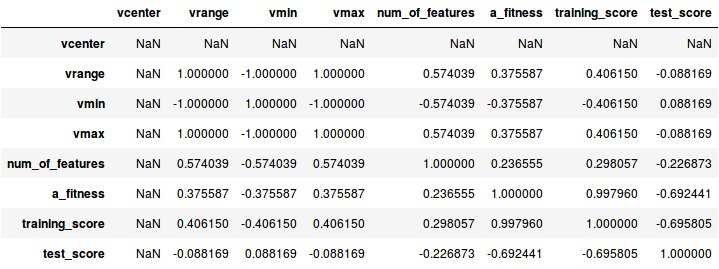 vcenter vrange vmin vmax num_of_features a_fitness training_score test_score
vcenter NaN NaN NaN NaN NaN NaN NaN NaN
vrange NaN 1.000000 -1.000000 1.000000 0.574039 0.375587 0.406150 -0.088169
vmin NaN -1.000000 1.000000 -1.000000 -0.574039 -0.375587 -0.406150 0.088169
vmax NaN 1.000000 -1.000000 1.000000 0.574039 0.375587 0.406150 -0.088169
num_of_features NaN 0.574039 -0.574039 0.574039 1.000000 0.236555 0.298057 -0.226873
a_fitness NaN 0.375587 -0.375587 0.375587 0.236555 1.000000 0.997960 -0.692441
training_score NaN 0.406150 -0.406150 0.406150 0.298057 0.997960 1.000000 -0.695805
test_score NaN -0.088169 0.088169 -0.088169 -0.226873 -0.692441 -0.695805 1.000000